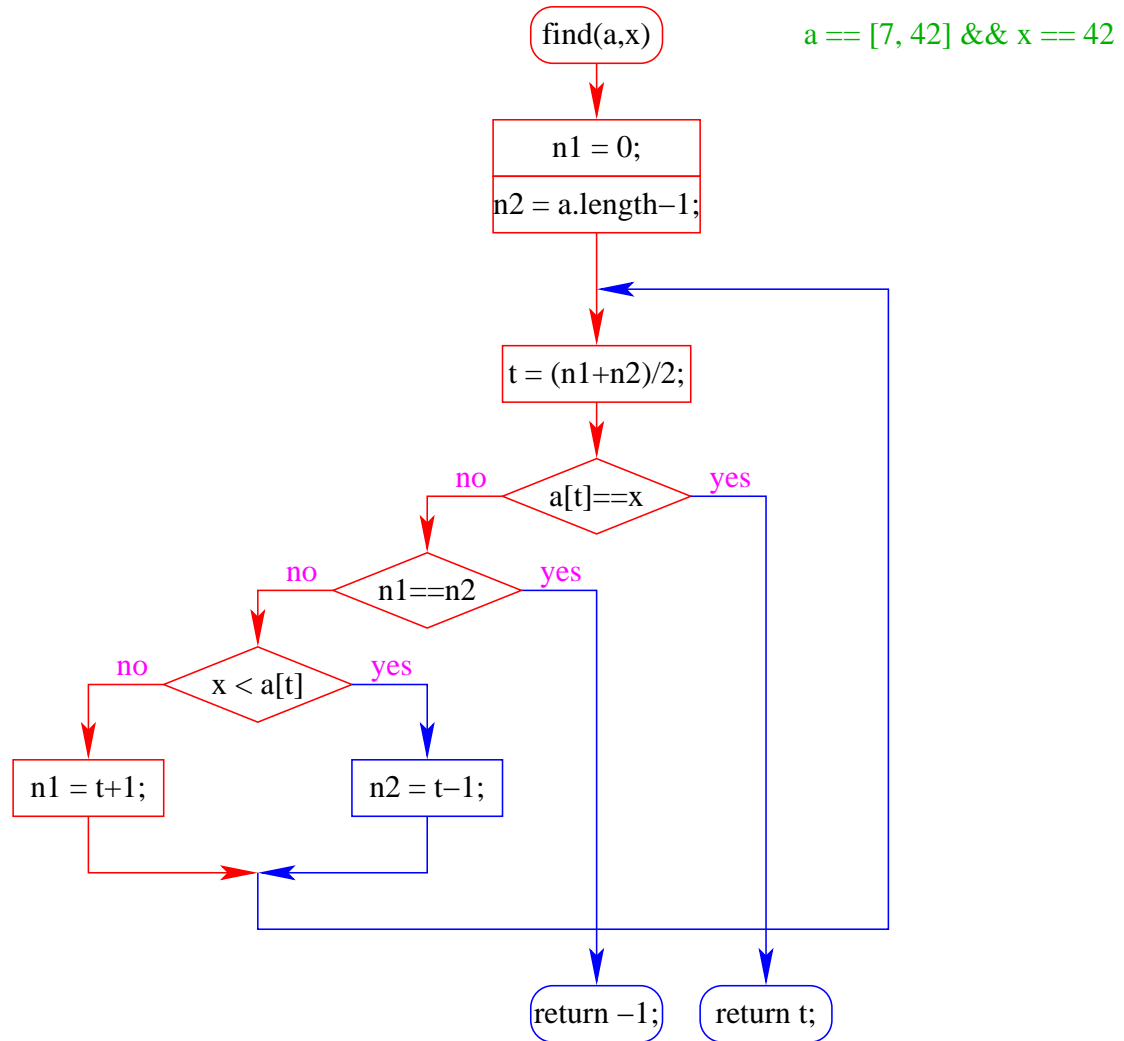 find(a,x)
a == [7, 42] && x == 42
n1 = 0;
n2 = a.length−1;
t = (n1+n2)/2;
no
a[t]==x
yes
no
n1==n2
yes
no
x < a[t]
yes
n1 = t+1;
n2 = t−1;
return −1;
return t;